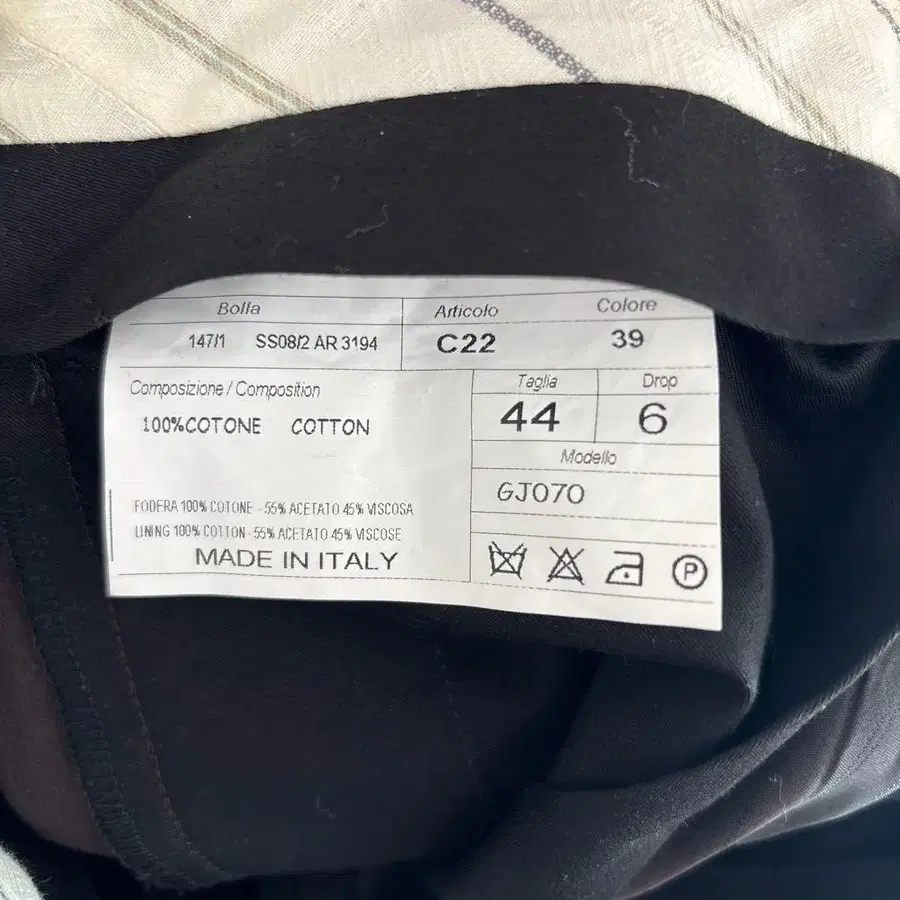 Bolla Articolo Colore
147/1 SS08/2 AR 3194 C22 39
Composizione / Composition Taglia Drop
100%COTONE COTTON 44 6
Modello
GJ070
FODERA 100% COTONE - 55% ACETATO 45% VISCOSA
LINING 100% COTTON - 55% ACETATO 45% VISCOSE
MADE IN ITALY
P